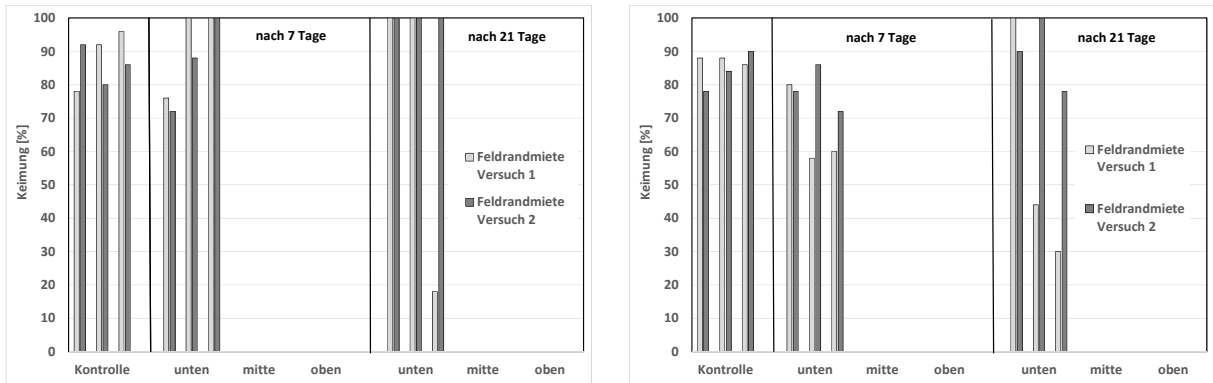 100
90
80
70
60
50
40
30
20
10
0
Keimung [%]
nach 7 Tage
nach 21 Tage
Feldrandmiete
Versuch 1
Feldrandmiete
Versuch 2
Kontrolle unten mitte oben unten mitte oben
100
90
80
70
60
50
40
30
20
10
0
Keimung [%]
nach 7 Tage
nach 21 Tage
Feldrandmiete
Versuch 1
Feldrandmiete
Versuch 2
Kontrolle unten mitte oben unten mitte oben